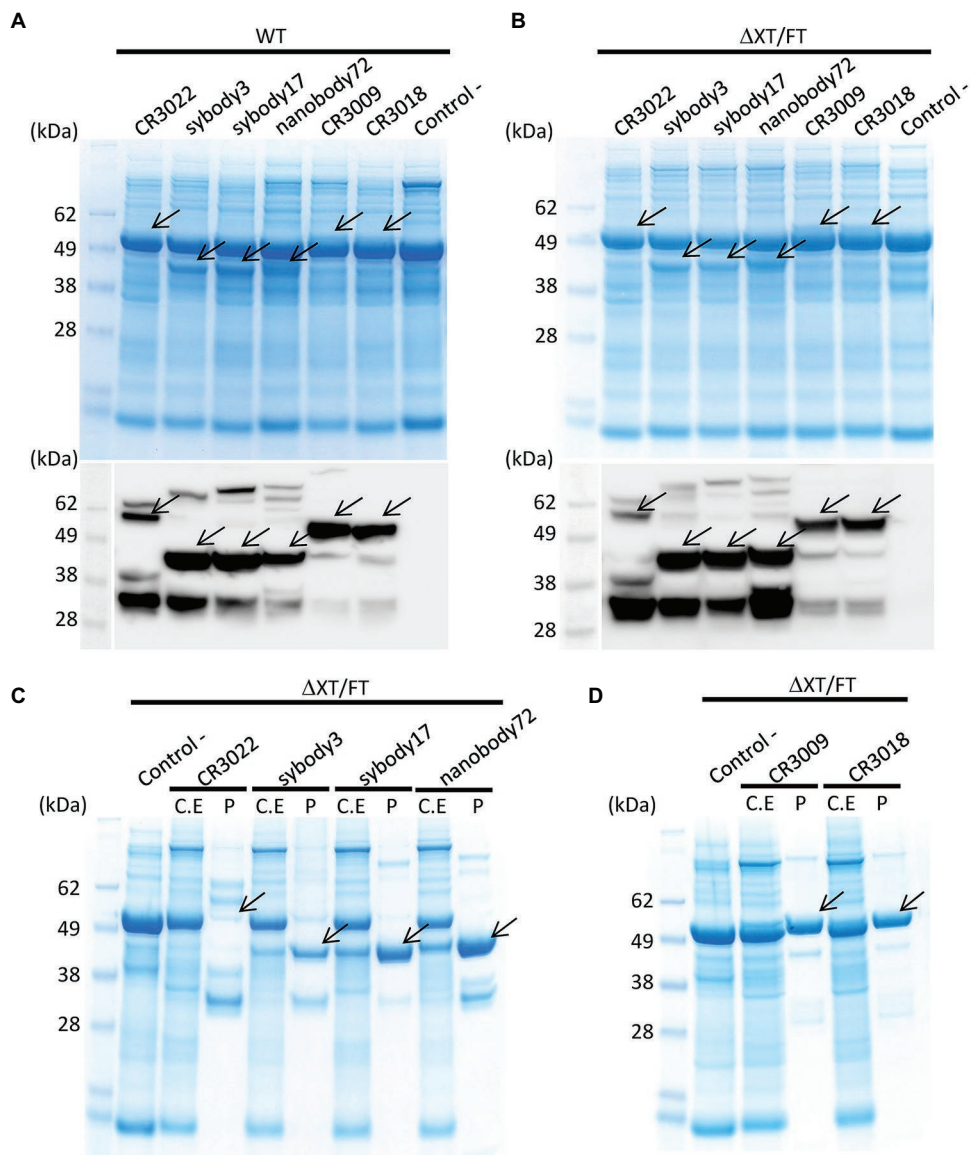 A
WT
(kDa)
CR3022
sybody3
sybody17
nanobody72
CR3009
CR3018
Control -
62
49
38
28
(kDa)
62
49
38
28
B
ΔXT/FT
(kDa)
CR3022
sybody3
sybody17
nanobody72
CR3009
CR3018
Control -
62
49
38
28
(kDa)
62
49
38
28
C
ΔXT/FT
Control -
CR3022
sybody3
sybody17
nanobody72
(kDa)
C.E P C.E P C.E P C.E P
62
49
38
28
D
ΔXT/FT
Control -
CR3009
CR3018
(kDa)
C.E P C.E P
62
49
38
28